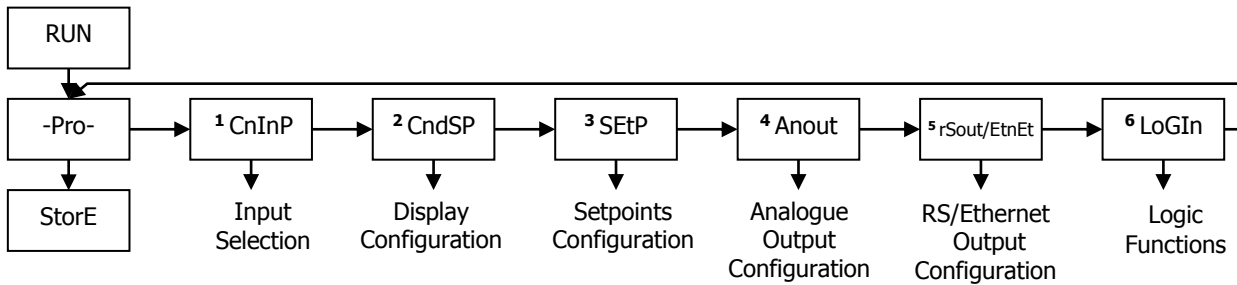 RUN
-Pro-
¹ CnInP
² CndSP
³ SEtP
⁴ Anout
⁵ rSout/EtnEt
⁶ LoGIn
StorE
Input
Selection
Display
Configuration
Setpoints
Configuration
Analogue
Output
Configuration
RS/Ethernet
Output
Configuration
Logic
Functions